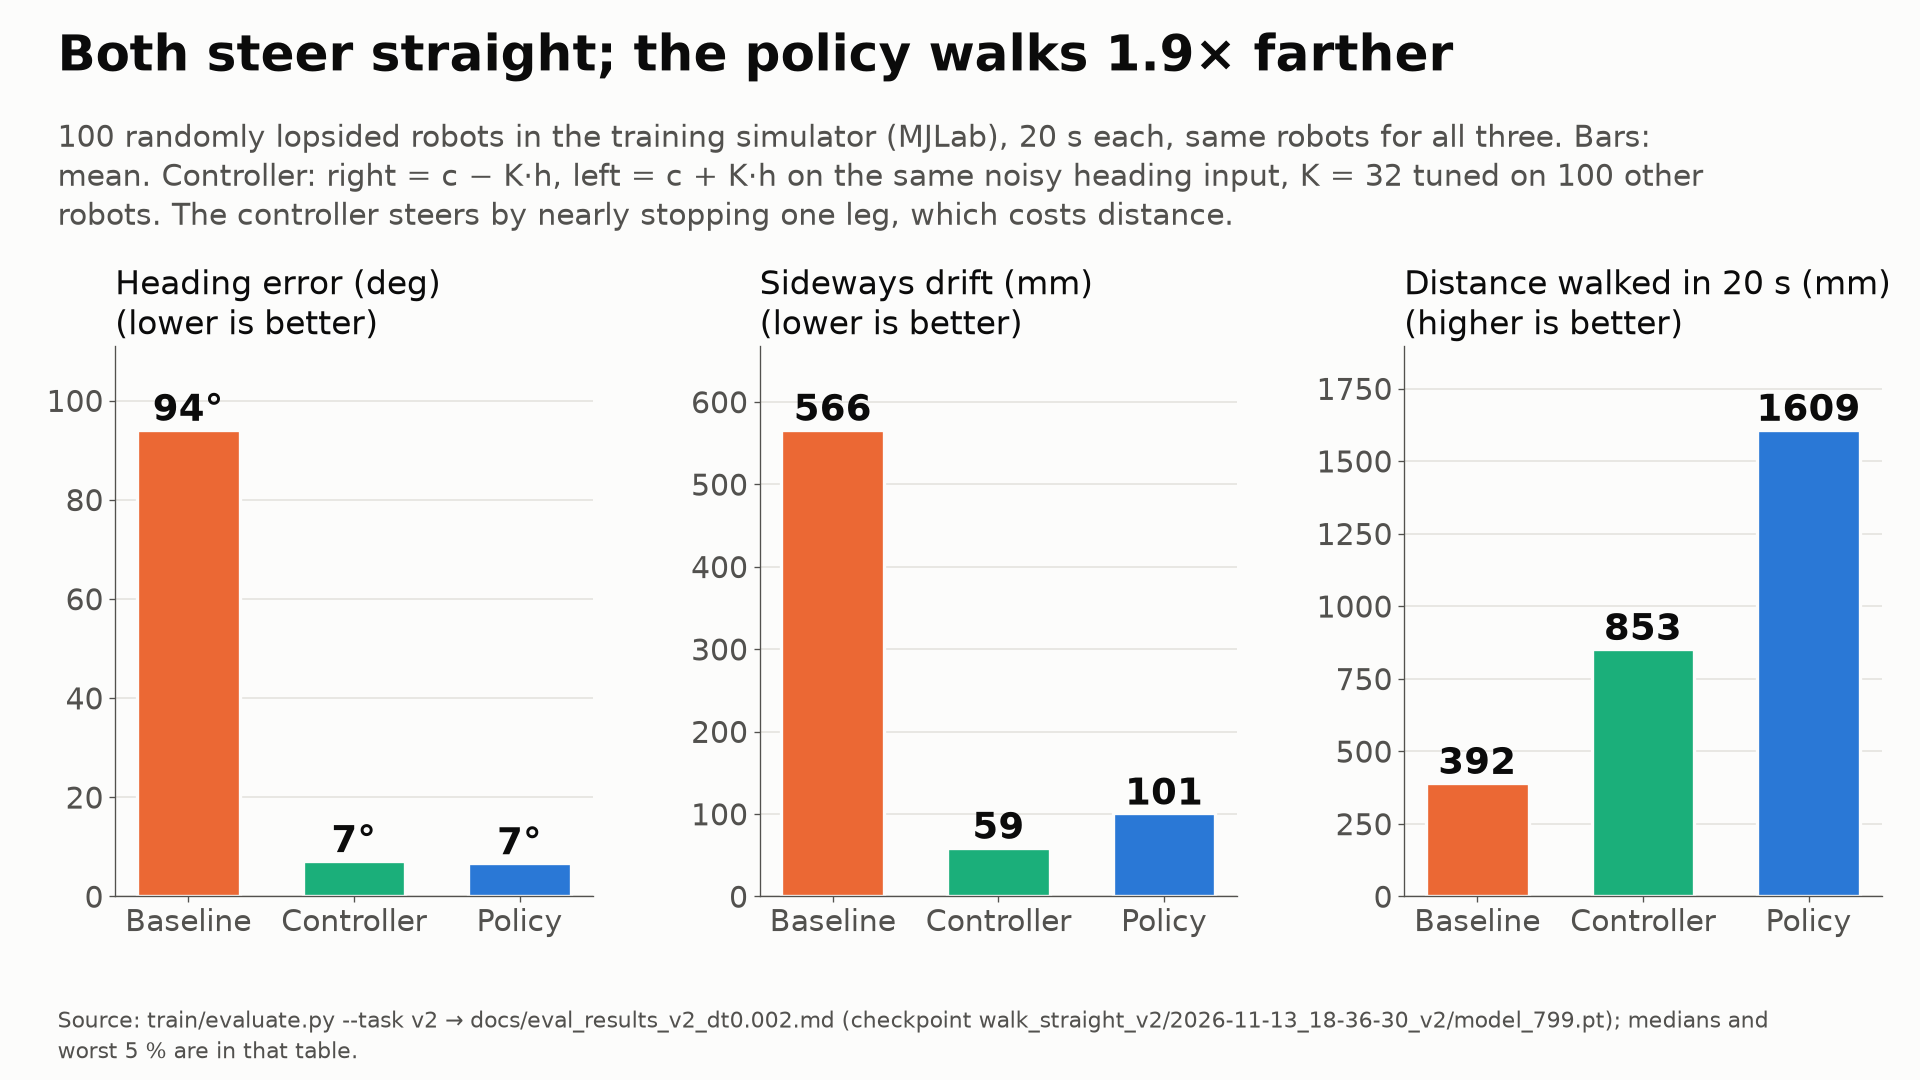 Both steer straight; the policy walks 1.9× farther
100 randomly lopsided robots in the training simulator (MJLab), 20 s each, same robots for all three. Bars:
mean. Controller: right = c − K·h, left = c + K·h on the same noisy heading input, K = 32 tuned on 100 other
robots. The controller steers by nearly stopping one leg, which costs distance.
Heading error (deg)
(lower is better)
100
80
60
40
20
0
94°
7°
7°
Baseline
Controller
Policy
Sideways drift (mm)
(lower is better)
600
500
400
300
200
100
0
566
59
101
Baseline
Controller
Policy
Distance walked in 20 s (mm)
(higher is better)
1750
1500
1250
1000
750
500
250
0
392
853
1609
Baseline
Controller
Policy
Source: train/evaluate.py --task v2 → docs/eval_results_v2_dt0.002.md (checkpoint walk_straight_v2/2026-11-13_18-36-30_v2/model_799.pt); medians and
worst 5 % are in that table.